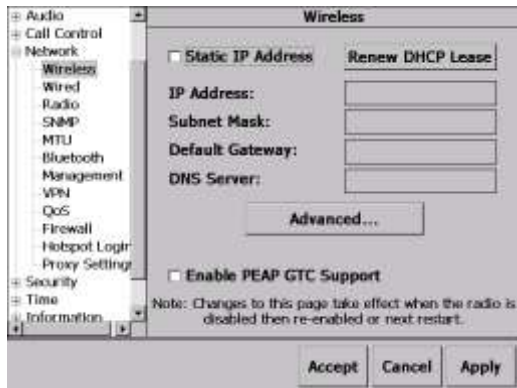 Audio
Call Control
Network
Wireless
Wired
Radio
SNMP
MTU
Bluetooth
Management
VPN
QoS
Firewall
Hotspot Login
Proxy Settings
Security
Time
Information
Wireless
Static IP Address Renew DHCP Lease
IP Address:
Subnet Mask:
Default Gateway:
DNS Server:
Advanced...
Enable PEAP GTC Support
Note: Changes to this page take effect when the radio is
disabled then re-enabled or next restart.
Accept Cancel Apply